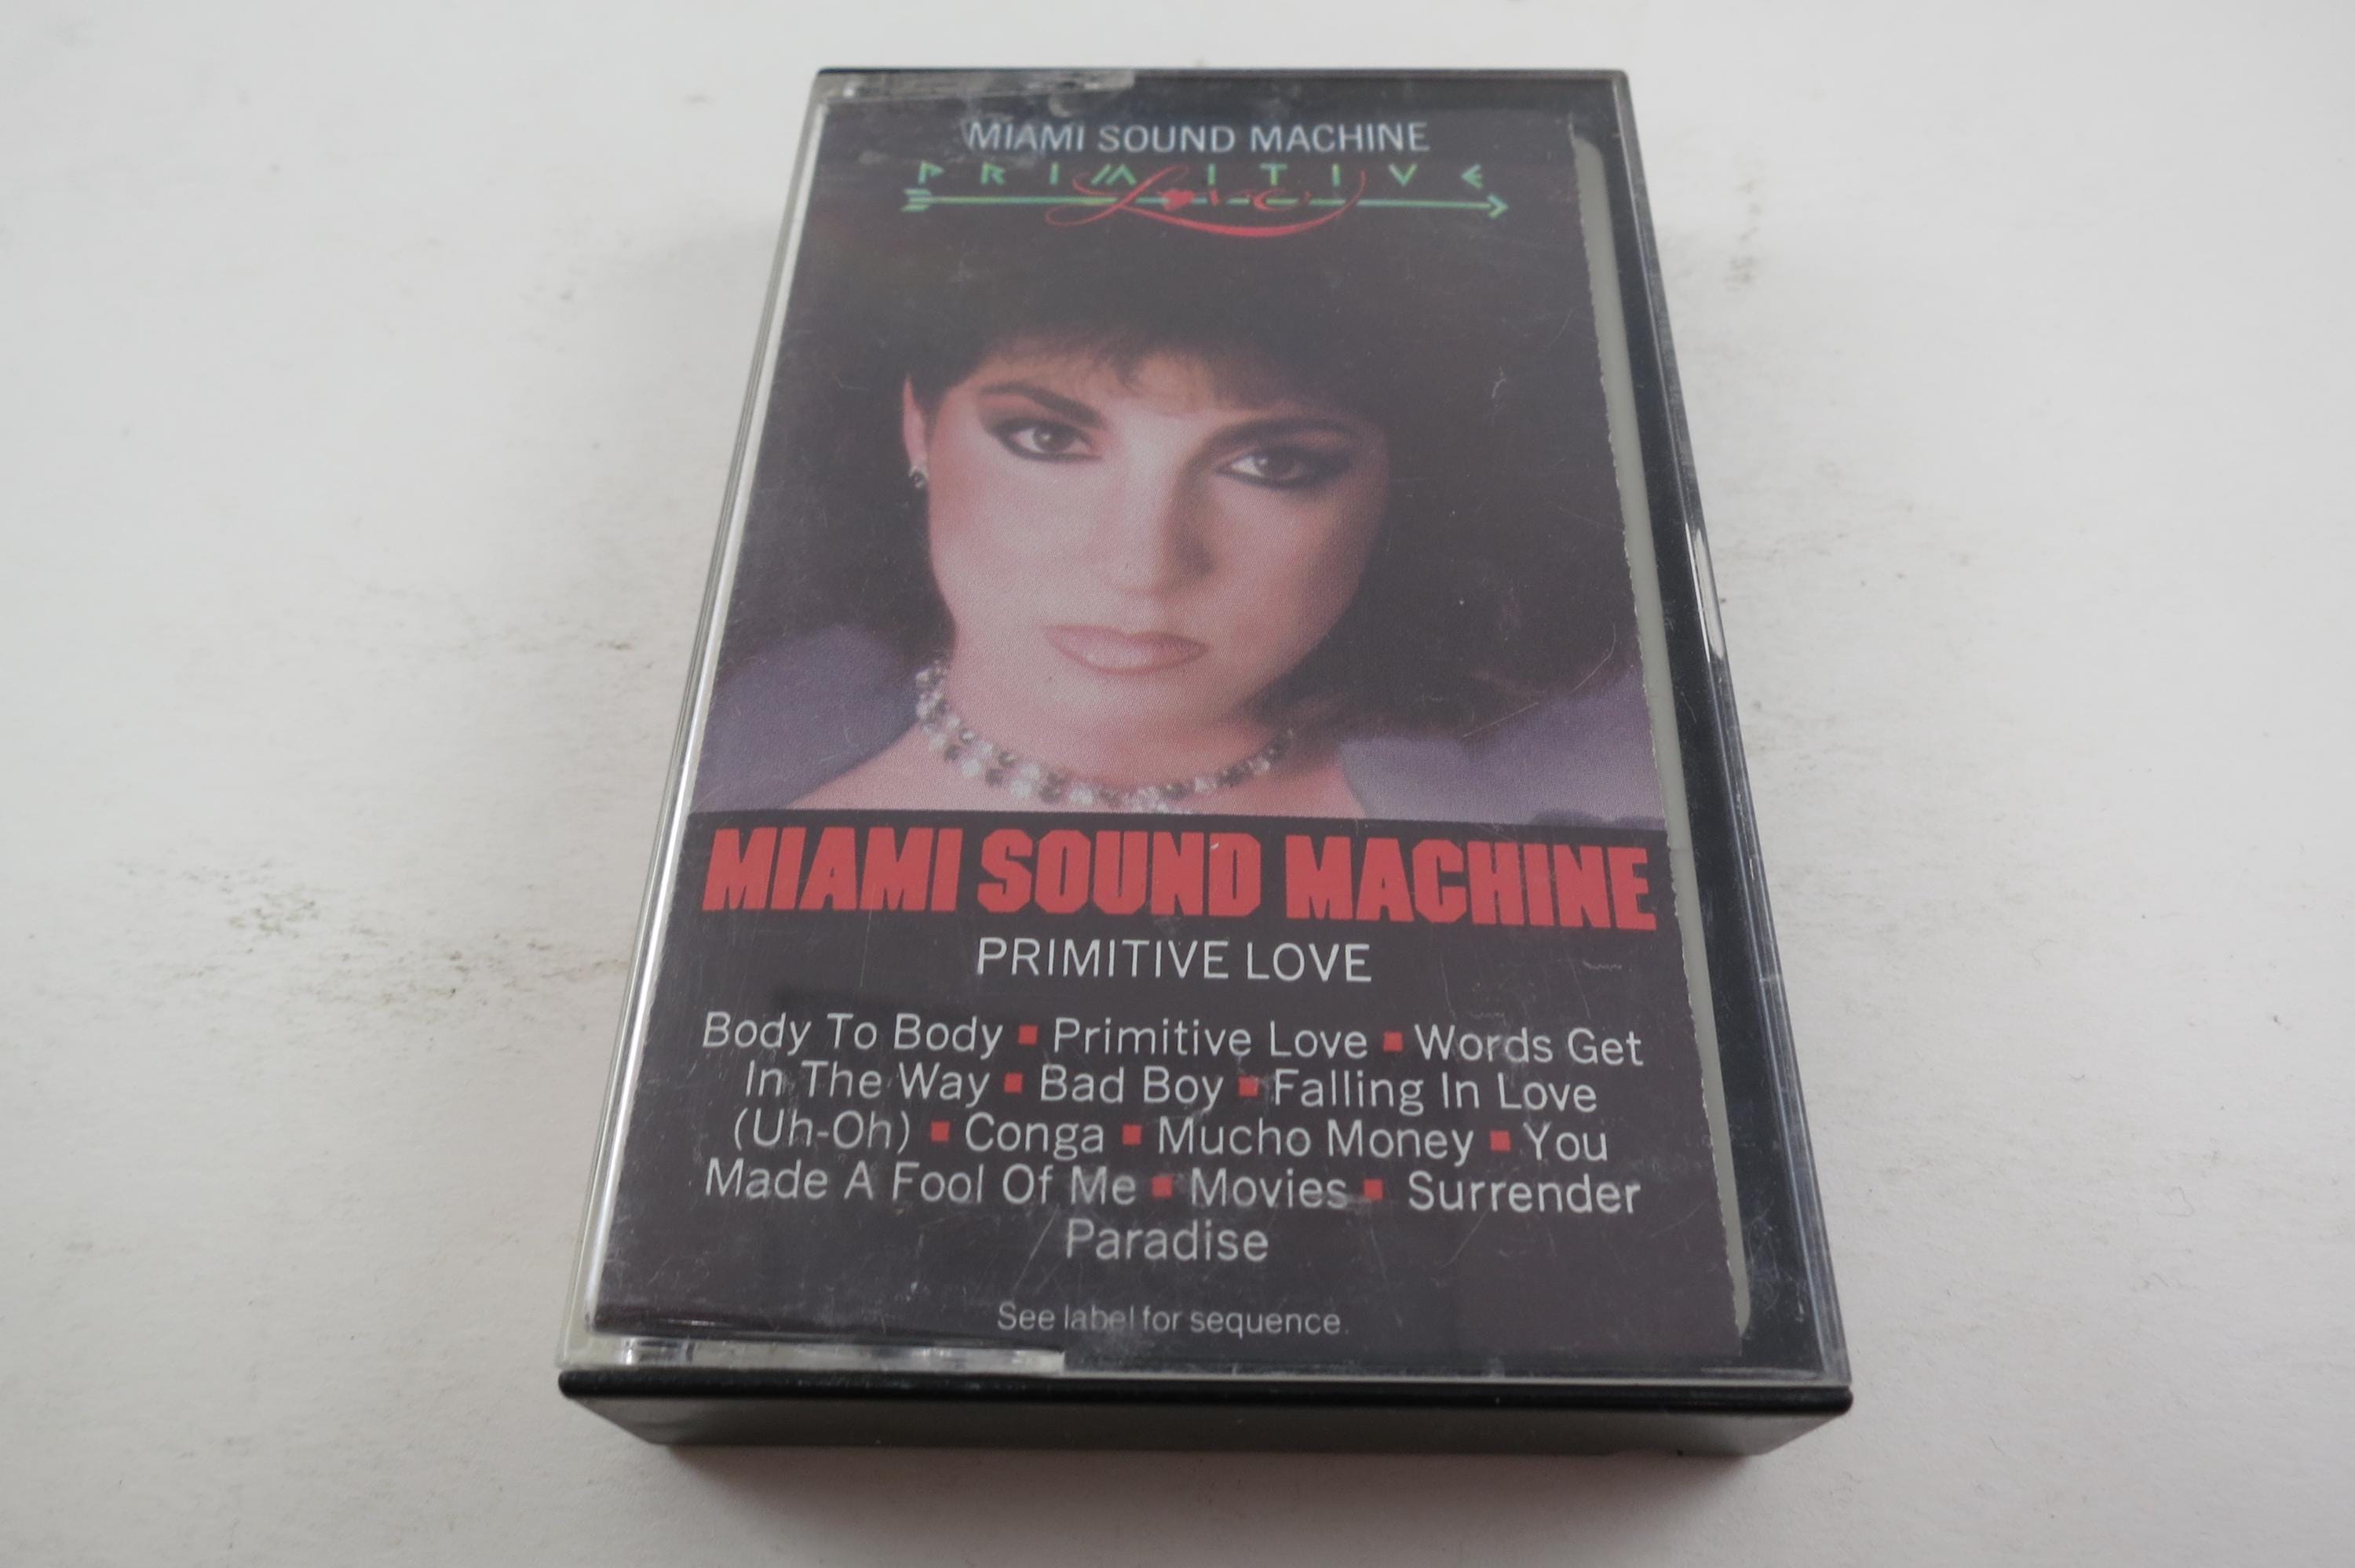 MIAMI SOUND MACHINE
PRIMITIVE
Love
MIAMI SOUND MACHINE
PRIMITIVE LOVE
Body To Body ▪ Primitive Love ▪ Words Get
In The Way ▪ Bad Boy ▪ Falling In Love
(Uh-Oh) ▪ Conga ▪ Mucho Money ▪ You
Made A Fool Of Me ▪ Movies ▪ Surrender
Paradise
See label for sequence.